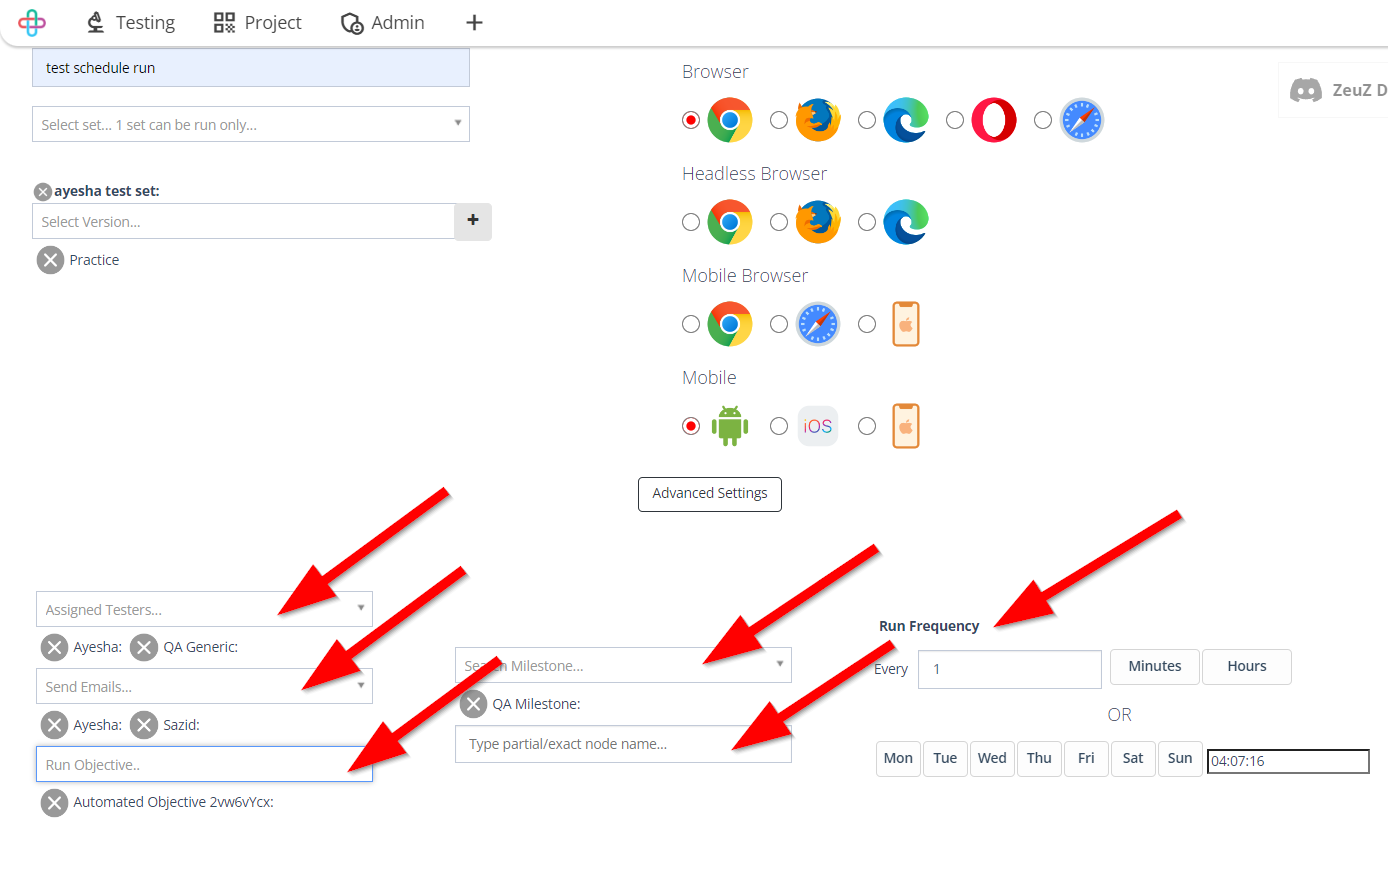 Testing Project Admin +
test schedule run
Select set... 1 set can be run only...
ayesha test set:
Select Version...
+
Practice
Browser
Headless Browser
Mobile Browser
Mobile
iOS
ZeuZ D
Advanced Settings
Assigned Testers...
Ayesha: QA Generic:
Send Emails...
Ayesha: Sazid:
Run Objective..
Automated Objective 2vw6vYcx:
Search Milestone...
QA Milestone:
Type partial/exact node name...
Run Frequency
Every 1 Minutes Hours
OR
Mon Tue Wed Thu Fri Sat Sun 04:07:16